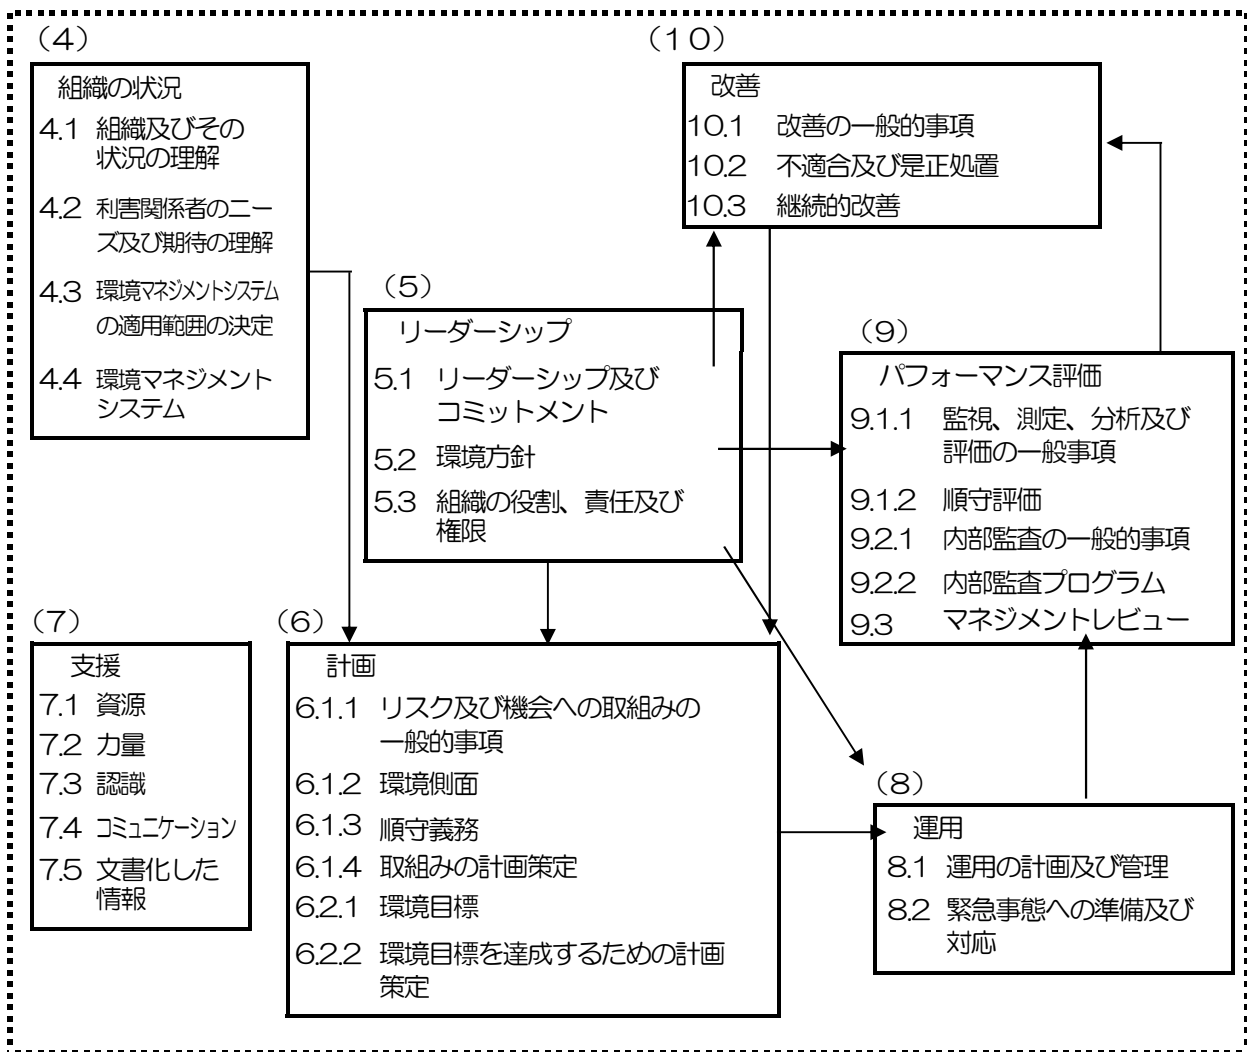 (4)
組織の状況
4.1 組織及びその
状況の理解
4.2 利害関係者のニー
ズ及び期待の理解
4.3 環境マネジメントシステム
の適用範囲の決定
4.4 環境マネジメント
システム
(10)
改善
10.1 改善の一般的事項
10.2 不適合及び是正処置
10.3 継続的改善
(5)
リーダーシップ
5.1 リーダーシップ及び
コミットメント
5.2 環境方針
5.3 組織の役割、責任及び
権限
(9)
パフォーマンス評価
9.1.1 監視、測定、分析及び
評価の一般事項
9.1.2 順守評価
9.2.1 内部監査の一般的事項
9.2.2 内部監査プログラム
9.3 マネジメントレビュー
(7)
支援
7.1 資源
7.2 力量
7.3 認識
7.4 コミュニケーション
7.5 文書化した
情報
(6)
計画
6.1.1 リスク及び機会への取組みの
一般的事項
6.1.2 環境側面
6.1.3 順守義務
6.1.4 取組みの計画策定
6.2.1 環境目標
6.2.2 環境目標を達成するための計画
策定
(8)
運用
8.1 運用の計画及び管理
8.2 緊急事態への準備及び
対応